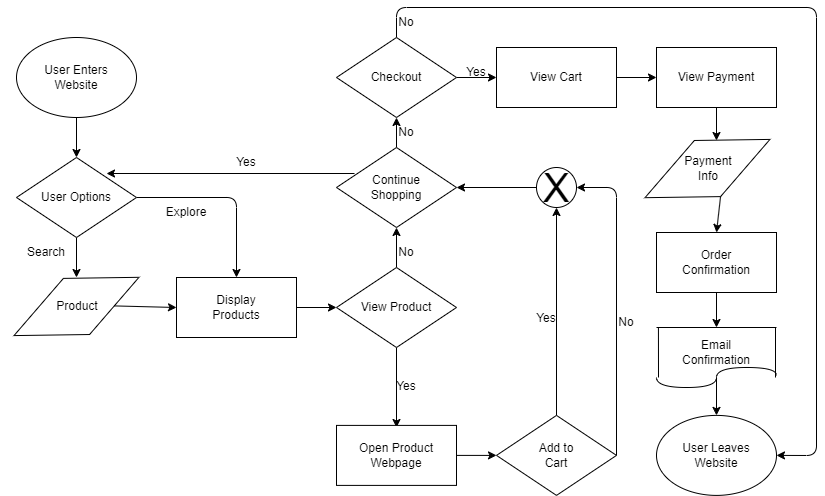 No
User Enters
Website
Checkout
Yes
View Cart
View Payment
No
Payment
Info
Yes
Continue
Shopping
X
User Options
Explore
Search
No
Order
Confirmation
Product
Display
Products
View Product
Yes
No
Email
Confirmation
Yes
Open Product
Webpage
Add to
Cart
User Leaves
Website